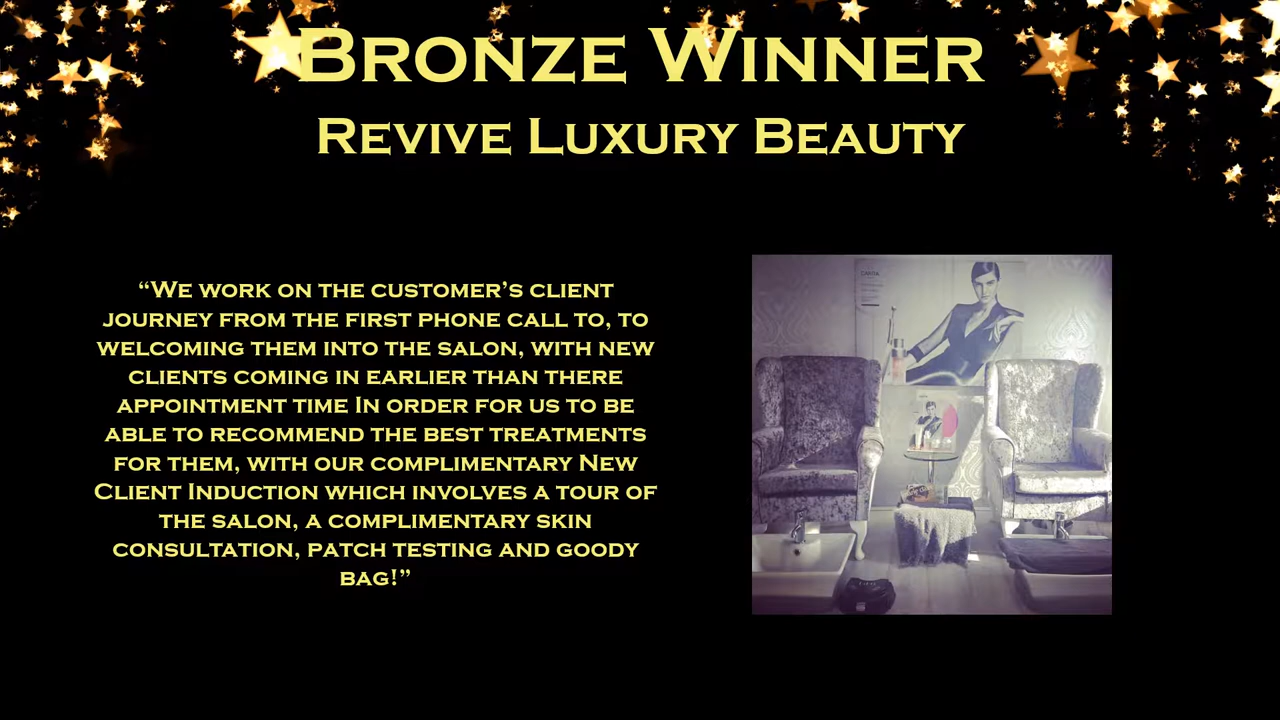 Bronze Winner
Revive Luxury Beauty
“We work on the customer’s client
journey from the first phone call to, to
welcoming them into the salon, with new
clients coming in earlier than there
appointment time In order for us to be
able to recommend the best treatments
for them, with our complimentary New
Client Induction which involves a tour of
the salon, a complimentary skin
consultation, patch testing and goody
bag!”